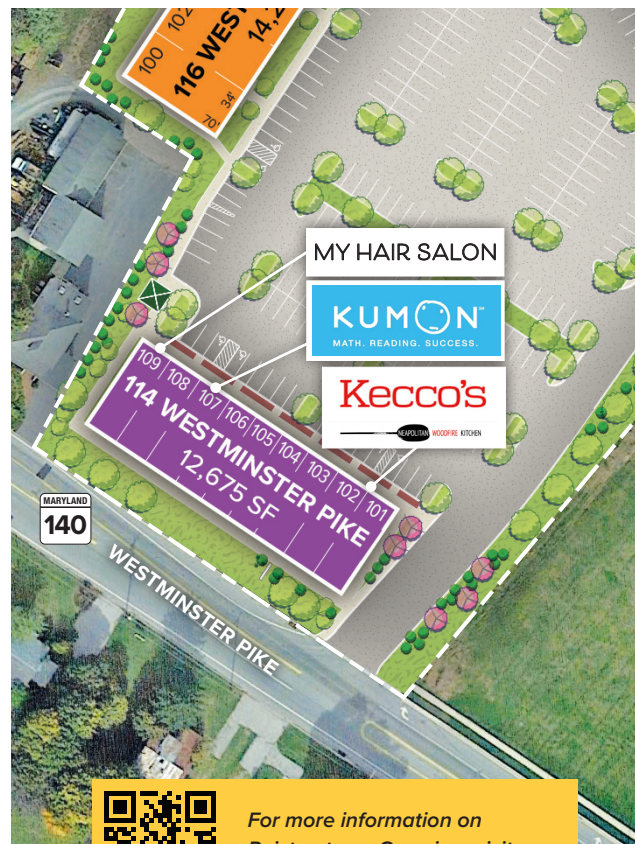 100
102
116 WEST
14,2
70'
34'
MY HAIR SALON
KUMON™
MATH. READING. SUCCESS.
Kecco's
NEAPOLITAN WOODFIRE KITCHEN
109 108 107 106 105 104 103 102 101
114 WESTMINSTER PIKE
12,675 SF
MARYLAND
140
WESTMINSTER PIKE
For more information on